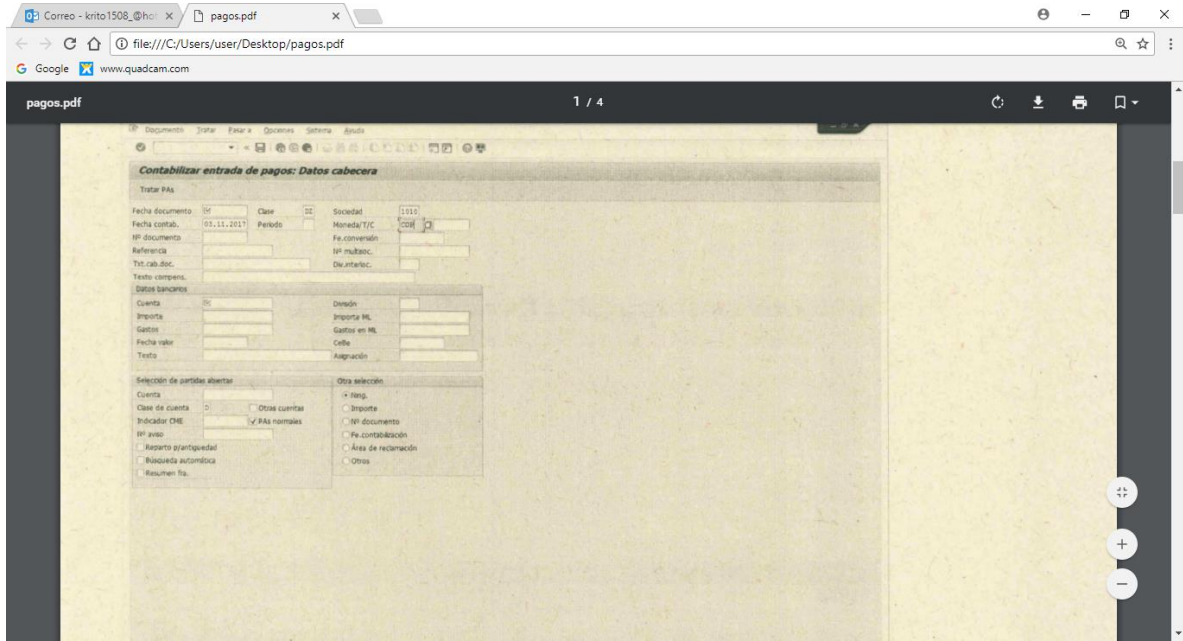 Correo - krito1508_@ho
pagos.pdf
file:///C:/Users/user/Desktop/pagos.pdf
Google www.quadcam.com
pagos.pdf
1 / 4
Documento Tratar Pasar a Opciones Sistema Ayuda
Contabilizar entrada de pagos: Datos cabecera
Tratar PAs
Fecha documento Clase DZ Sociedad 1010
Fecha contab. 03.11.2017 Periodo Moneda/T/C COP
Nº documento Fe.conversión
Referencia Nº multisoc.
Txt.cab.doc. Div.interloc.
Texto compens.
Datos bancarios
Cuenta División
Importe Importe ML
Gastos Gastos en ML
Fecha valor CeBe
Texto Asignación
Selección de partidas abiertas Otra selección
Cuenta Ning.
Clase de cuenta D Otras cuentas Importe
Indicador CME PAs normales Nº documento
Nº aviso Fe.contabilización
Reparto p/antigüedad Área de reclamación
Búsqueda automática Otros
Resumen fra.